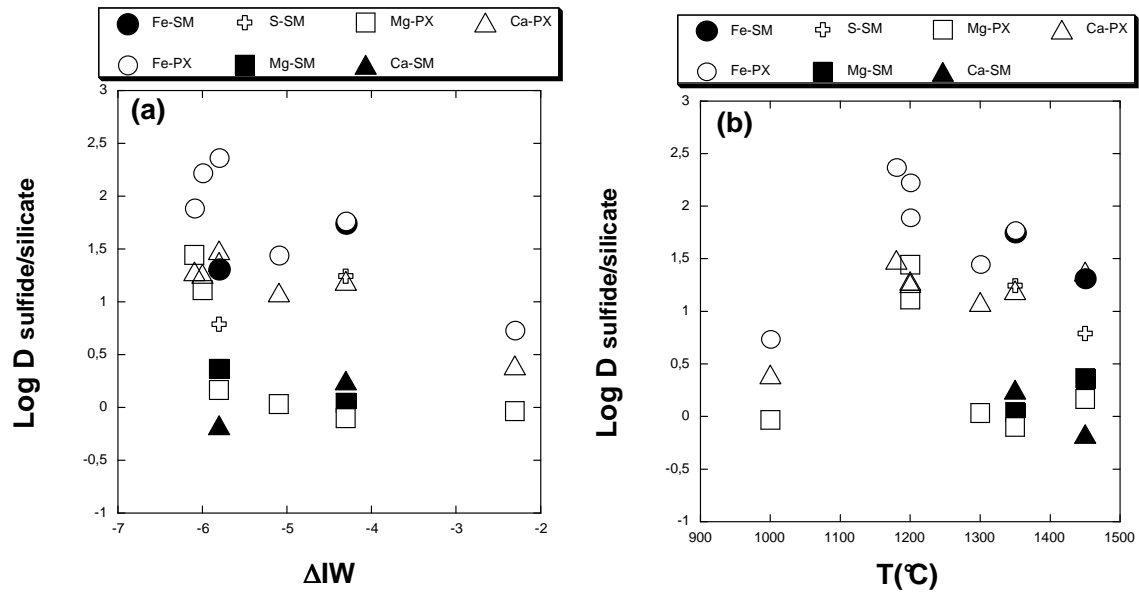 Fe-SM S-SM Mg-PX Ca-PX
Fe-PX Mg-SM Ca-SM
(a)
3
2,5
2
1,5
1
0,5
0
-0,5
-1
-7 -6 -5 -4 -3 -2
Log D sulfide/silicate
ΔIW
Fe-SM S-SM Mg-PX Ca-PX
Fe-PX Mg-SM Ca-SM
(b)
3
2,5
2
1,5
1
0,5
0
-0,5
-1
900 1000 1100 1200 1300 1400 1500
Log D sulfide/silicate
T(°C)